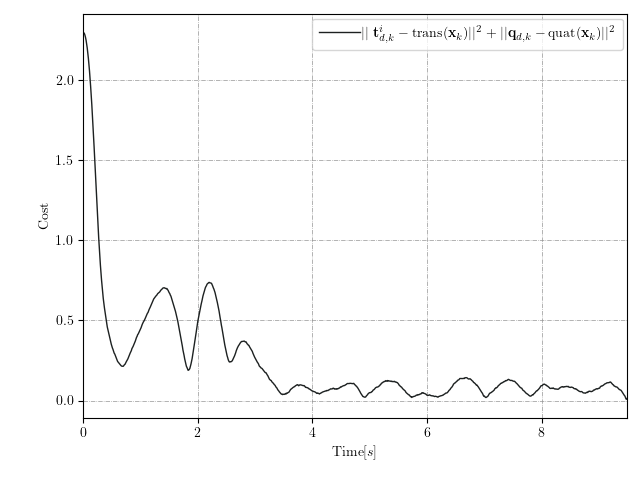 || t^i_{d,k} − trans(x_k)||^2 + ||q_{d,k} − quat(x_k)||^2
2.0
1.5
1.0
0.5
0.0
Cost
0 2 4 6 8
Time[s]